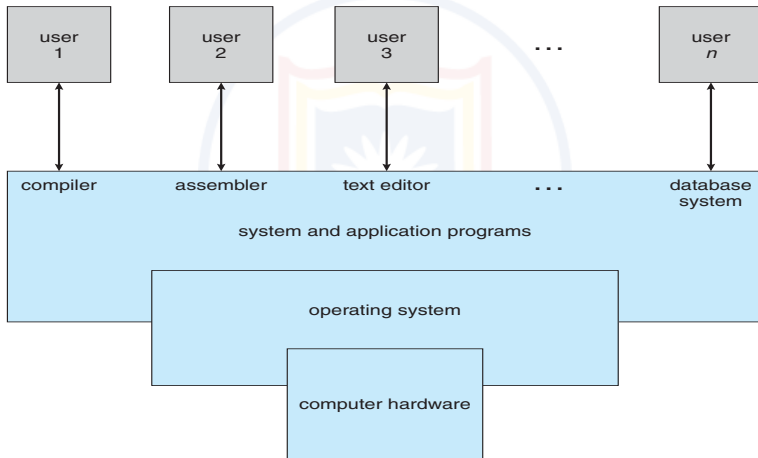 user
1
user
2
user
3
...
user
n
compiler
assembler
text editor
...
database
system
system and application programs
operating system
computer hardware